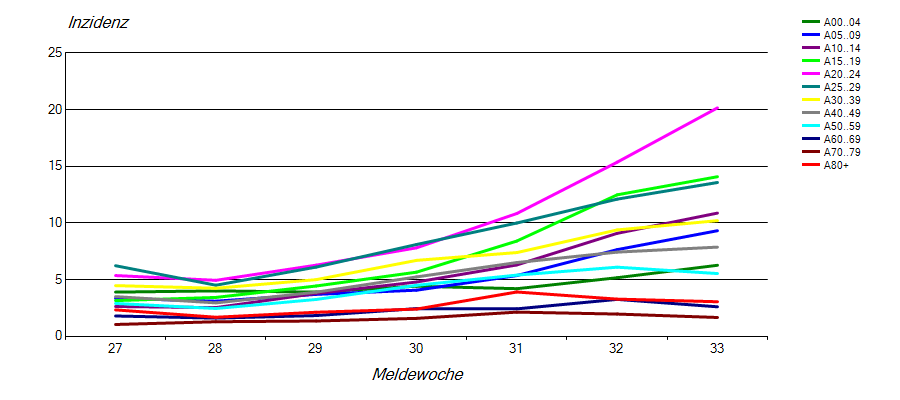 Inzidenz
25
20
15
10
5
0
27 28 29 30 31 32 33
Meldewoche
A00..04
A05..09
A10..14
A15..19
A20..24
A25..29
A30..39
A40..49
A50..59
A60..69
A70..79
A80+